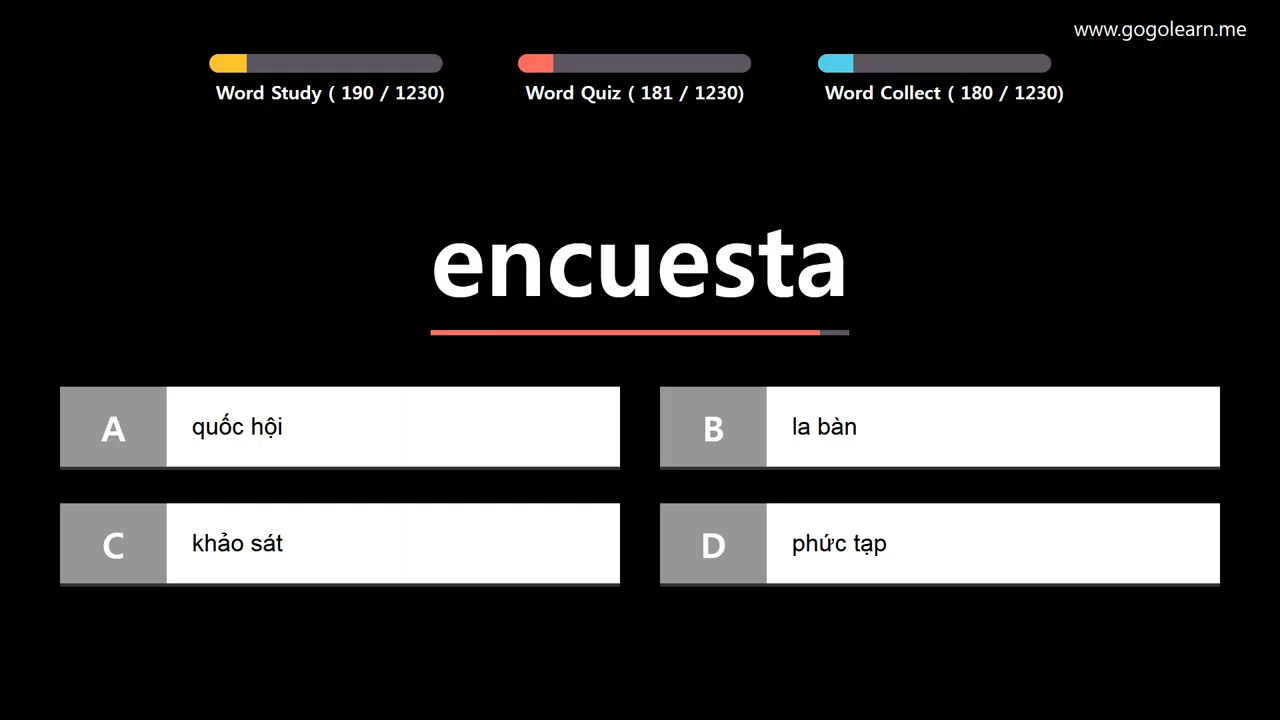 www.gogolearn.me
Word Study ( 190 / 1230)
Word Quiz ( 181 / 1230)
Word Collect ( 180 / 1230)
encuesta
A
quốc hội
B
la bàn
C
khảo sát
D
phức tạp